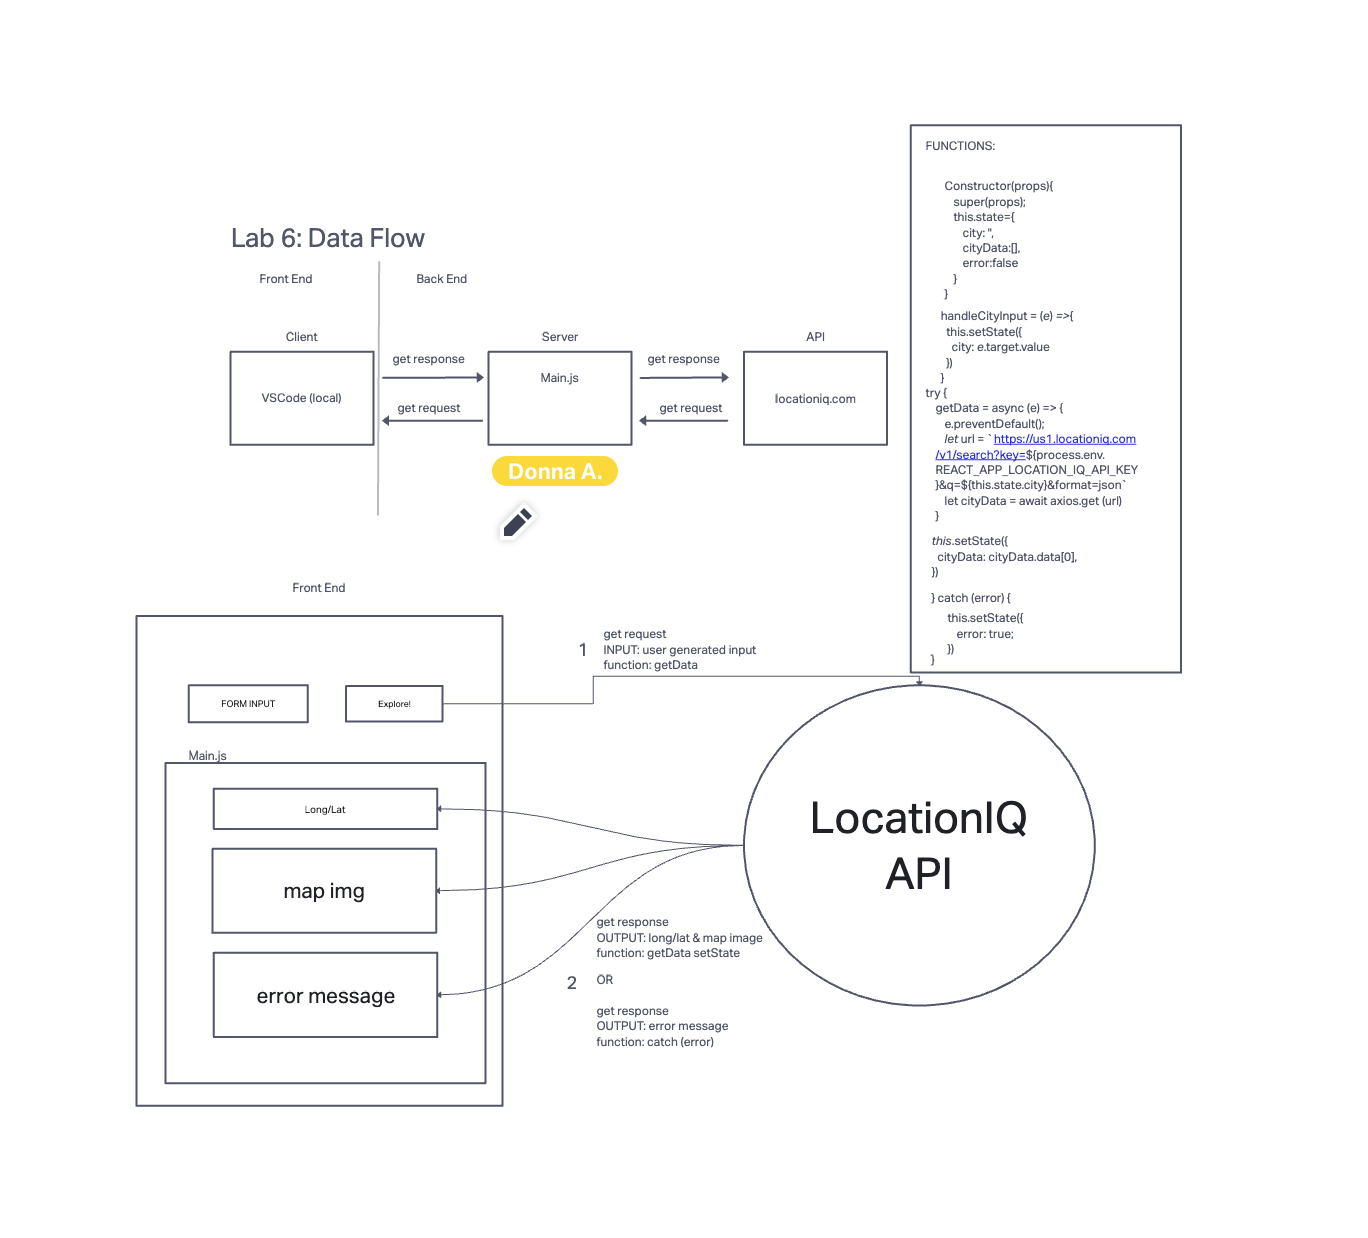 Lab 6: Data Flow
Front End
Back End
Client
Server
API
VSCode (local)
get response
get request
Main.js
get response
get request
locationiq.com
Donna A.
FUNCTIONS:
Constructor(props){
super(props);
this.state={
city: '',
cityData:[],
error:false
}
}
handleCityInput = (e) =>{
this.setState({
city: e.target.value
})
}
try {
getData = async (e) => {
e.preventDefault();
let url = `https://us1.locationiq.com
/v1/search?key=${process.env.
REACT_APP_LOCATION_IQ_API_KEY
}&q=${this.state.city}&format=json`
let cityData = await axios.get (url)
}
this.setState({
cityData: cityData.data[0],
})
} catch (error) {
this.setState({
error: true;
})
}
Front End
FORM INPUT
Explore!
Main.js
Long/Lat
map img
error message
1
get request
INPUT: user generated input
function: getData
LocationIQ
API
2
get response
OUTPUT: long/lat & map image
function: getData setState
OR
get response
OUTPUT: error message
function: catch (error)